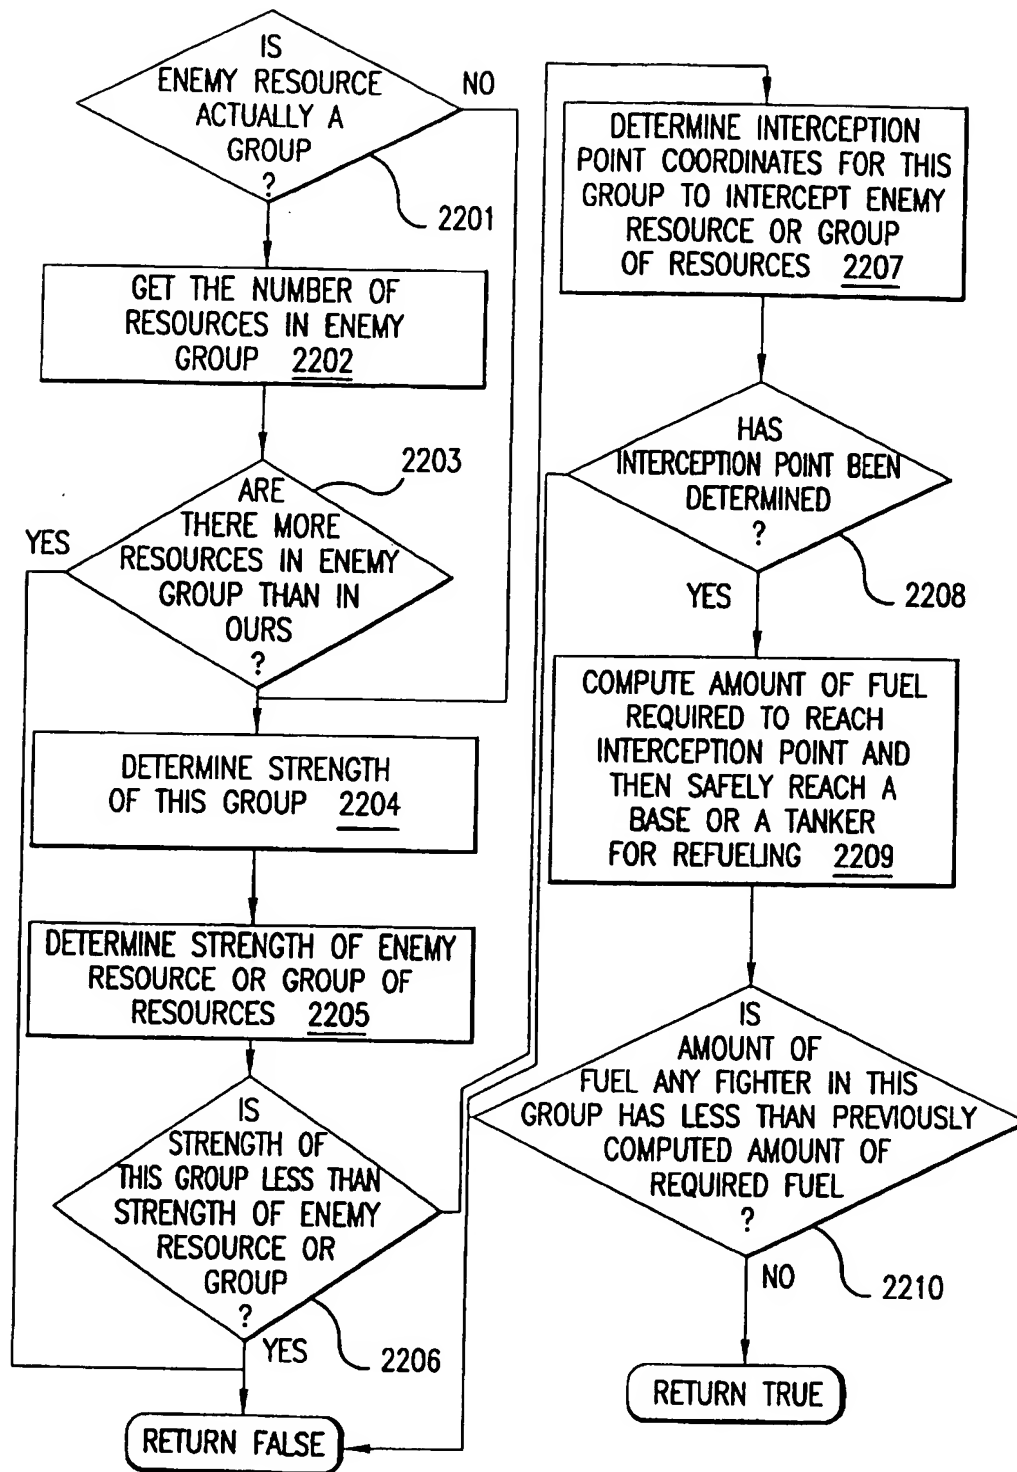 IS
ENEMY RESOURCE
ACTUALLY A
GROUP
?
NO
2201
GET THE NUMBER OF
RESOURCES IN ENEMY
GROUP 2202
2203
ARE
THERE MORE
RESOURCES IN ENEMY
GROUP THAN IN
OURS
?
YES
DETERMINE STRENGTH
OF THIS GROUP 2204
DETERMINE STRENGTH OF ENEMY
RESOURCE OR GROUP OF
RESOURCES 2205
IS
STRENGTH OF
THIS GROUP LESS THAN
STRENGTH OF ENEMY
RESOURCE OR
GROUP
?
YES
2206
RETURN FALSE
DETERMINE INTERCEPTION
POINT COORDINATES FOR THIS
GROUP TO INTERCEPT ENEMY
RESOURCE OR GROUP
OF RESOURCES 2207
HAS
INTERCEPTION POINT BEEN
DETERMINED
?
YES
2208
COMPUTE AMOUNT OF FUEL
REQUIRED TO REACH
INTERCEPTION POINT AND
THEN SAFELY REACH A
BASE OR A TANKER
FOR REFUELING 2209
IS
AMOUNT OF
FUEL ANY FIGHTER IN THIS
GROUP HAS LESS THAN PREVIOUSLY
COMPUTED AMOUNT OF
REQUIRED FUEL
?
NO
2210
RETURN TRUE